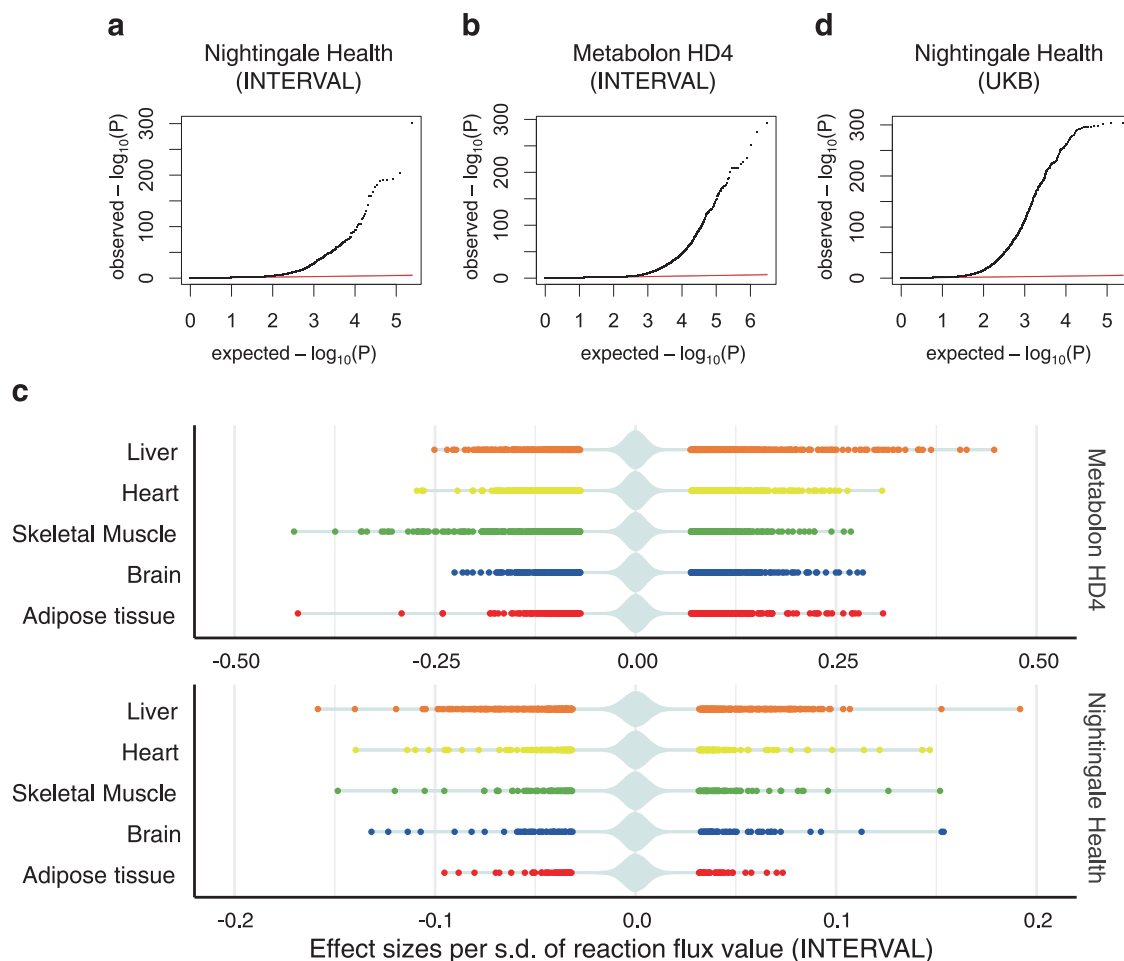 a
Nightingale Health
(INTERVAL)
300
200
100
0
observed – log10(P)
0 1 2 3 4 5
expected – log10(P)
b
Metabolon HD4
(INTERVAL)
300
200
100
0
observed – log10(P)
0 1 2 3 4 5 6
expected – log10(P)
d
Nightingale Health
(UKB)
300
200
100
0
observed – log10(P)
0 1 2 3 4 5
expected – log10(P)
c
Liver
Heart
Skeletal Muscle
Brain
Adipose tissue
Metabolon HD4
-0.50 -0.25 0.00 0.25 0.50
Liver
Heart
Skeletal Muscle
Brain
Adipose tissue
Nightingale Health
-0.2 -0.1 0.0 0.1 0.2
Effect sizes per s.d. of reaction flux value (INTERVAL)